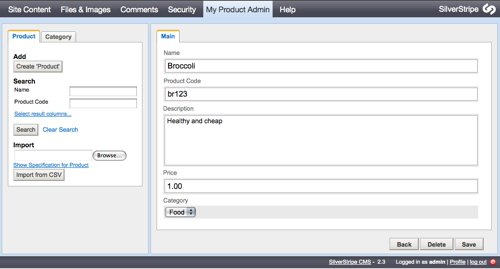 Site Content Files & Images Comments Security My Product Admin Help SilverStripe
Product Category
Add
Create 'Product'
Search
Name
Product Code
Select result columns...
Search Clear Search
Import
Browse...
Show Specification for Product
Import from CSV
Main
Name
Broccoli
Product Code
br123
Description
Healthy and cheap
Price
1.00
Category
Food
Back Delete Save
SilverStripe CMS - 2.3 Logged in as admin | Profile | log out